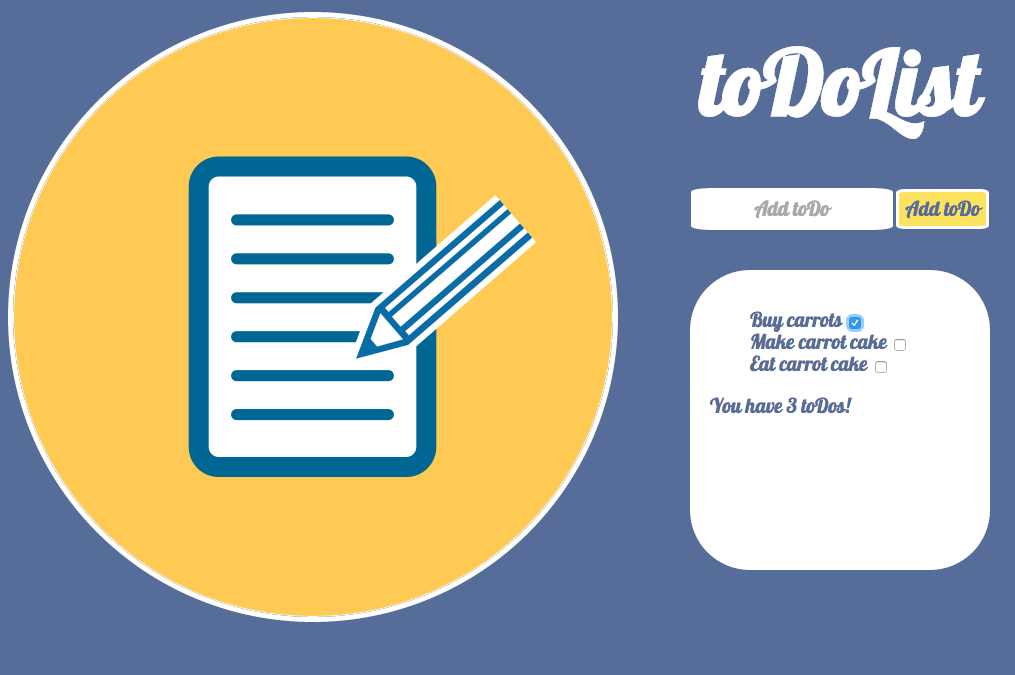 toDoList
Add toDo
Add toDo
Buy carrots
Make carrot cake
Eat carrot cake
You have 3 toDos!